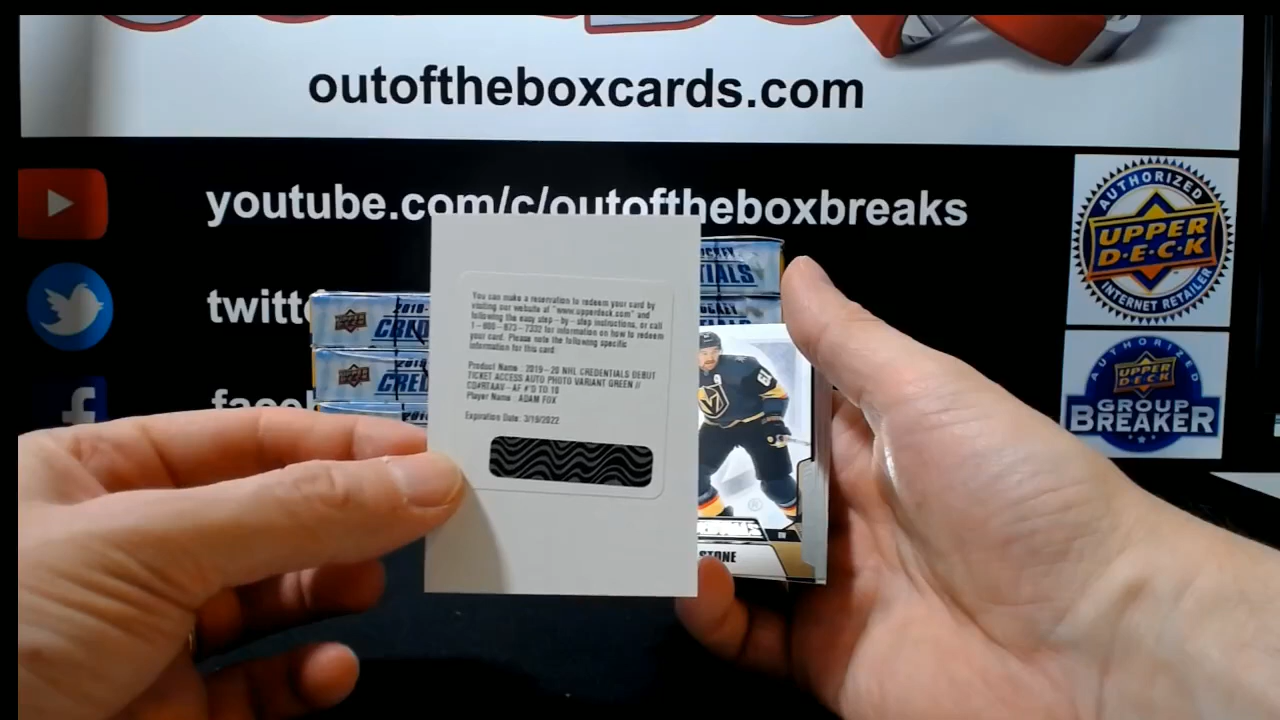 outoftheboxcards.com
youtube.com/c/outoftheboxbreaks
twitt
You can make a reservation to redeem your card by
visiting our website at "www.upperdeck.com" and
following the easy step-by-step instructions, or call
1-800-873-7332 for information on how to redeem
your card. Please note the following specific
information for this card:
Product Name: 2019-20 NHL CREDENTIALS DEBUT
TICKET ACCESS AUTO PHOTO VARIANT GREEN //
Player Name: ADAM FOX
Expiration Date: 3/19/2022
STONE
AUTHORIZED
UPPER
D·E·C·K
INTERNET RETAILER
AUTHORIZED
UPPER
D·E·C·K
GROUP
BREAKER